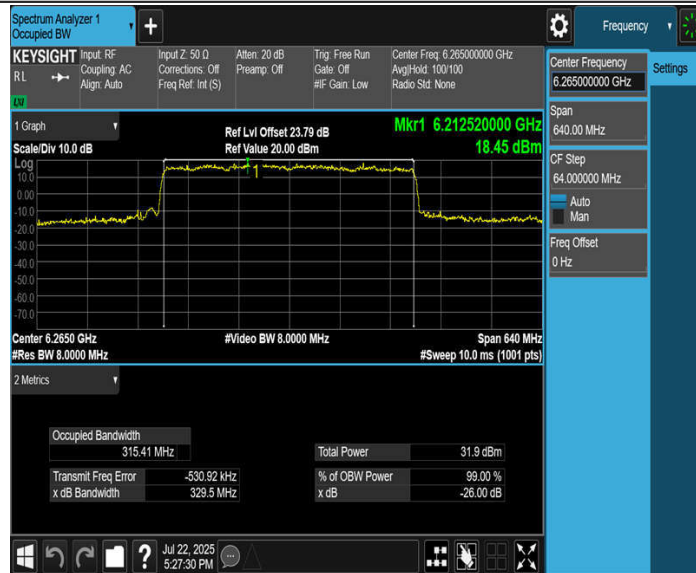 Spectrum Analyzer 1
Occupied BW
+
Frequency
KEYSIGHT
RL
LXI
Input: RF
Coupling: AC
Align: Auto
Input Z: 50 Ω
Corrections: Off
Freq Ref: Int (S)
Atten: 20 dB
Preamp: Off
Trig: Free Run
Gate: Off
#IF Gain: Low
Center Freq: 6.265000000 GHz
Avg|Hold: 100/100
Radio Std: None
Center Frequency
6.265000000 GHz
Settings
Span
640.00 MHz
CF Step
64.000000 MHz
Auto
Man
Freq Offset
0 Hz
1 Graph
Scale/Div 10.0 dB
Ref Lvl Offset 23.79 dB
Ref Value 20.00 dBm
Mkr1 6.212520000 GHz
18.45 dBm
Log
10.0
0.00
-10.0
-20.0
-30.0
-40.0
-50.0
-60.0
-70.0
1
Center 6.2650 GHz
#Res BW 8.0000 MHz
#Video BW 8.0000 MHz
Span 640 MHz
#Sweep 10.0 ms (1001 pts)
2 Metrics
Occupied Bandwidth
315.41 MHz
Total Power 31.9 dBm
Transmit Freq Error -530.92 kHz
% of OBW Power 99.00 %
x dB Bandwidth 329.5 MHz
x dB -26.00 dB
?
Jul 22, 2025
5:27:30 PM